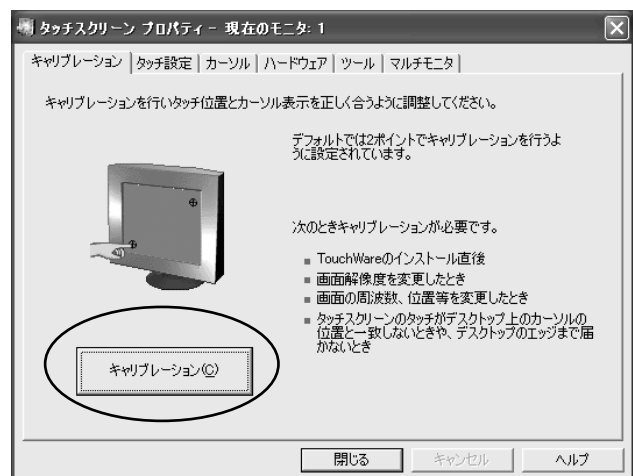 タッチスクリーン プロパティー - 現在のモニタ: 1
キャリブレーション タッチ設定 カーソル ハードウェア ツール マルチモニタ
キャリブレーションを行いタッチ位置とカーソル表示を正しく合うように調整してください。
デフォルトでは2ポイントでキャリブレーションを行うよ
うに設定されています。
次のときキャリブレーションが必要です。
TouchWareのインストール直後
画面解像度を変更したとき
画面の周波数、位置等を変更したとき
タッチスクリーンのタッチがデスクトップ上のカーソルの
位置と一致しないときや、デスクトップのエッジまで届
かないとき
キャリブレーション(C)
閉じる キャンセル ヘルプ